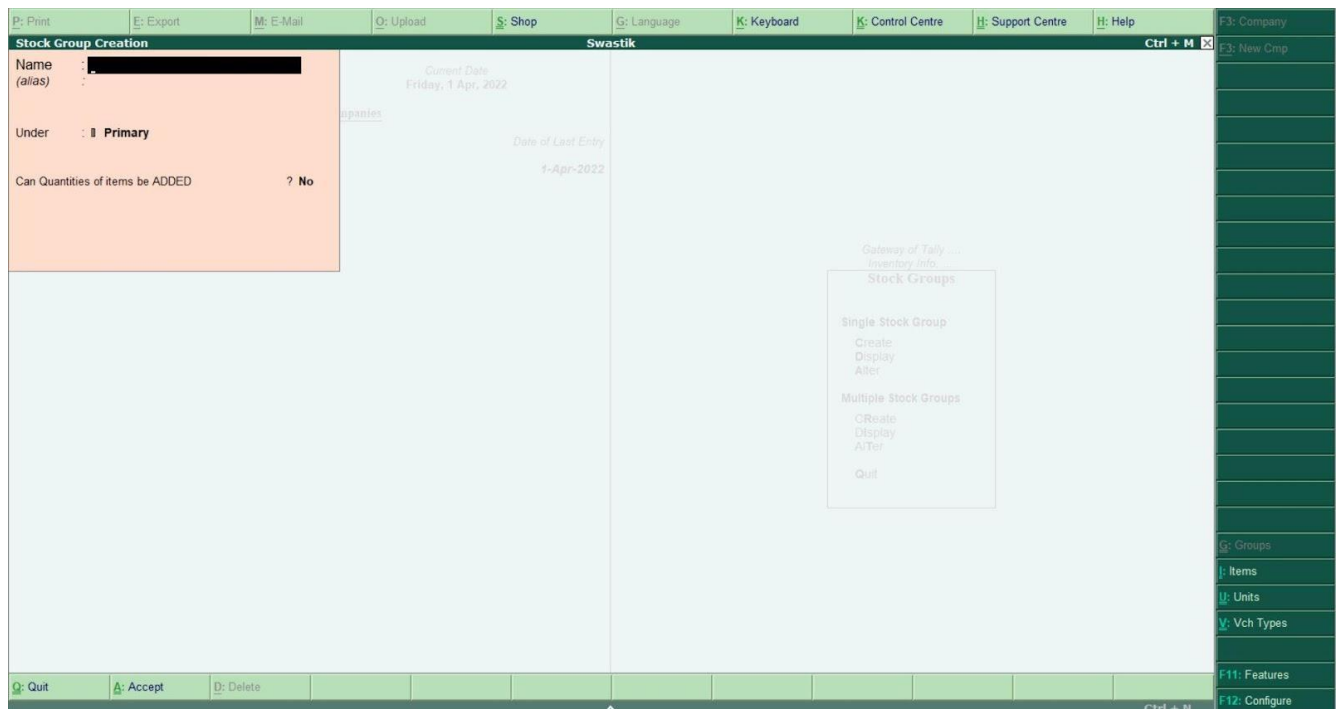 P: Print E: Export M: E-Mail O: Upload S: Shop G: Language K: Keyboard K: Control Centre H: Support Centre H: Help F3: Company
Stock Group Creation Swastik Ctrl + M
F3: New Cmp
Name :
(alias) :
Current Date
Friday, 1 Apr, 2022
mpanies
Under : Primary
Date of Last Entry
Can Quantities of items be ADDED ? No
1-Apr-2022
Gateway of Tally ....
Inventory Info.
Stock Groups
Single Stock Group
Create
Display
Alter
Multiple Stock Groups
CReate
DIsplay
AlTer
Quit
G: Groups
I: Items
U: Units
V: Vch Types
F11: Features
Q: Quit A: Accept D: Delete
F12: Configure
Ctrl + N